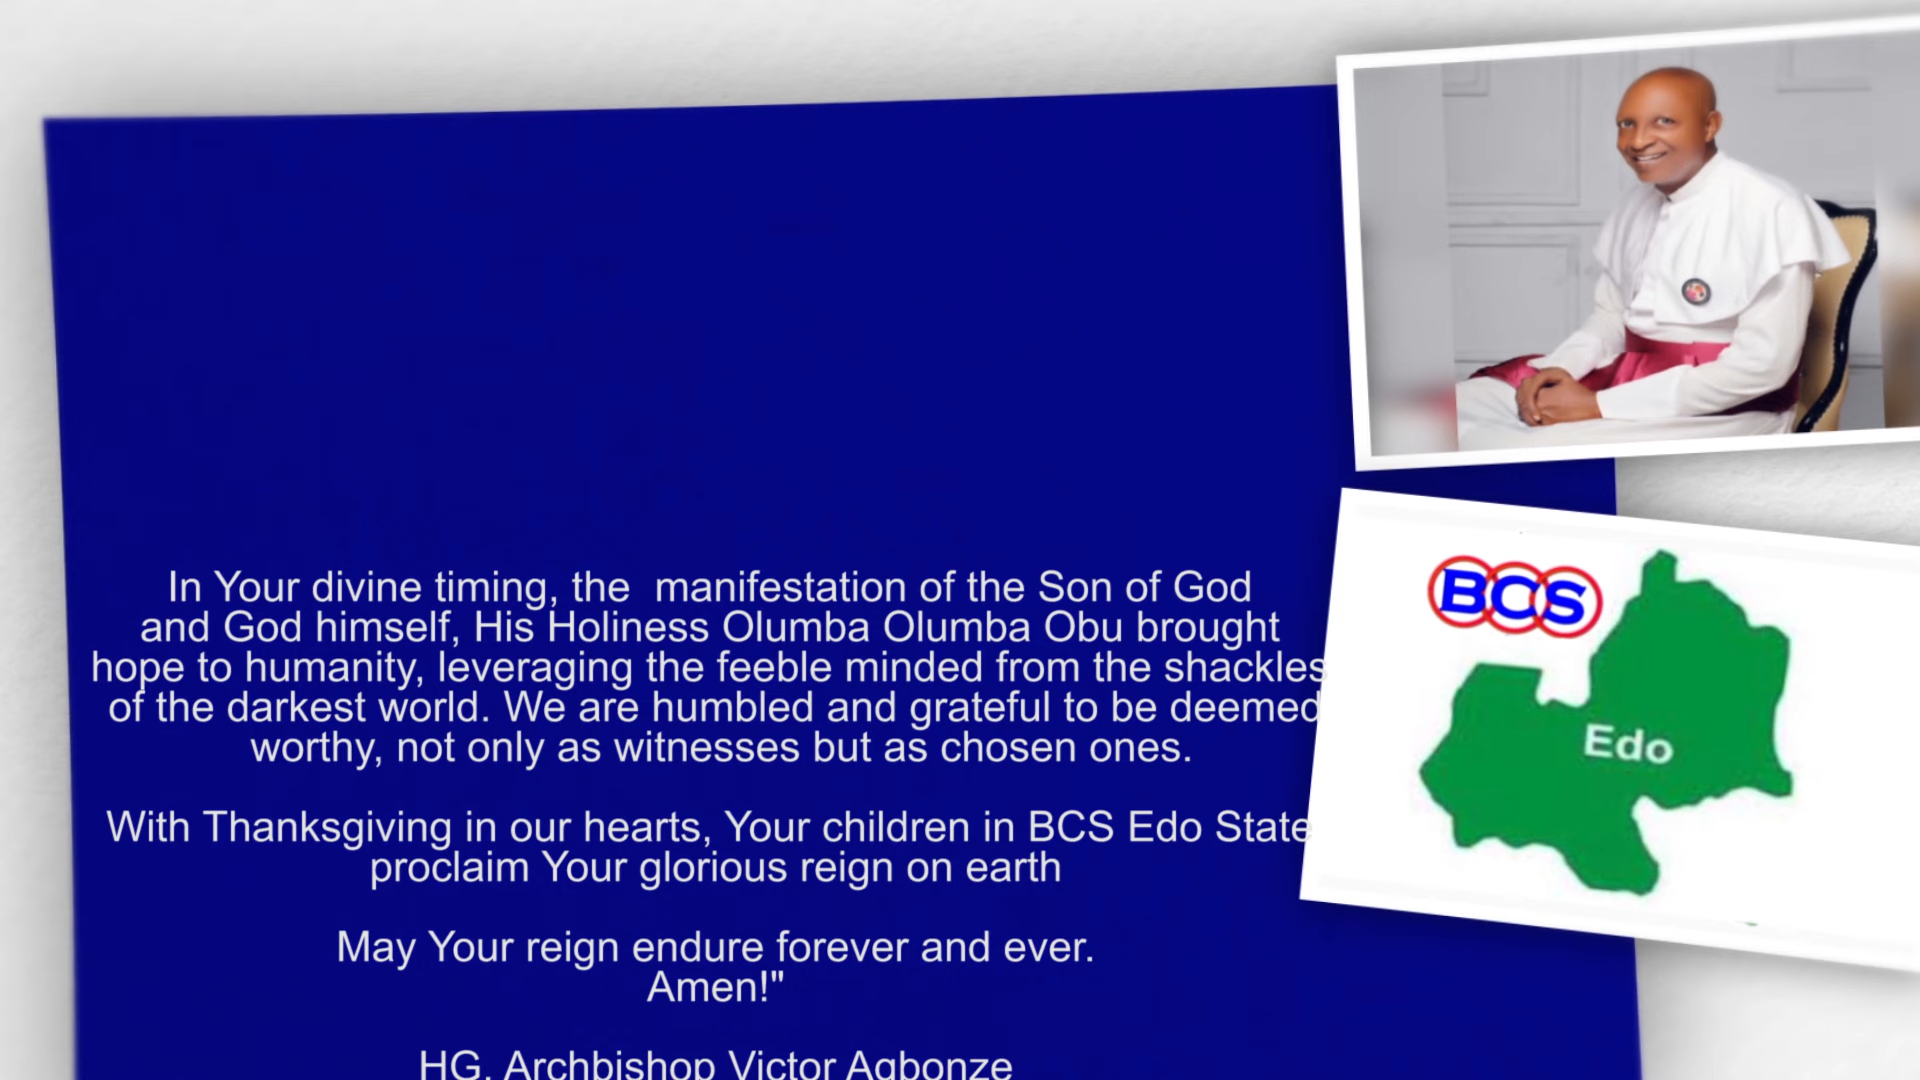 In Your divine timing, the  manifestation of the Son of God
and God himself, His Holiness Olumba Olumba Obu brought
hope to humanity, leveraging the feeble minded from the shackles
of the darkest world. We are humbled and grateful to be deemed
worthy, not only as witnesses but as chosen ones.
With Thanksgiving in our hearts, Your children in BCS Edo State
proclaim Your glorious reign on earth
May Your reign endure forever and ever.
Amen!"
HG. Archbishop Victor Agbonze
BCS
Edo